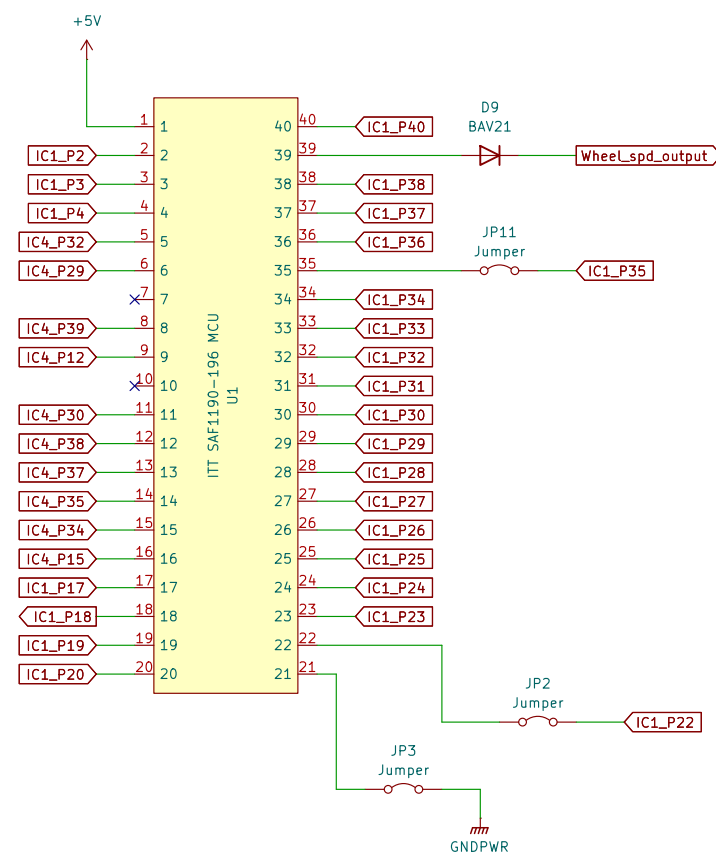 +5V
D9
BAV21
1 1 40 40 IC1_P40
IC1_P2 2 2 39 39 Wheel_spd_output
IC1_P3 3 3 38 38 IC1_P38
IC1_P4 4 4 37 37 IC1_P37
IC4_P32 5 5 36 36 IC1_P36
JP11
Jumper
IC4_P29 6 6 35 35 IC1_P35
7 7 34 34 IC1_P34
IC4_P39 8 8 33 33 IC1_P33
IC4_P12 9 9 32 32 IC1_P32
10 10 31 31 IC1_P31
ITT SAF1190-196 MCU
U1
IC4_P30 11 11 30 30 IC1_P30
IC4_P38 12 12 29 29 IC1_P29
IC4_P37 13 13 28 28 IC1_P28
IC4_P35 14 14 27 27 IC1_P27
IC4_P34 15 15 26 26 IC1_P26
IC4_P15 16 16 25 25 IC1_P25
IC1_P17 17 17 24 24 IC1_P24
IC1_P18 18 18 23 23 IC1_P23
IC1_P19 19 19 22 22
IC1_P20 20 20 21 21
JP2
Jumper
IC1_P22
JP3
Jumper
GNDPWR